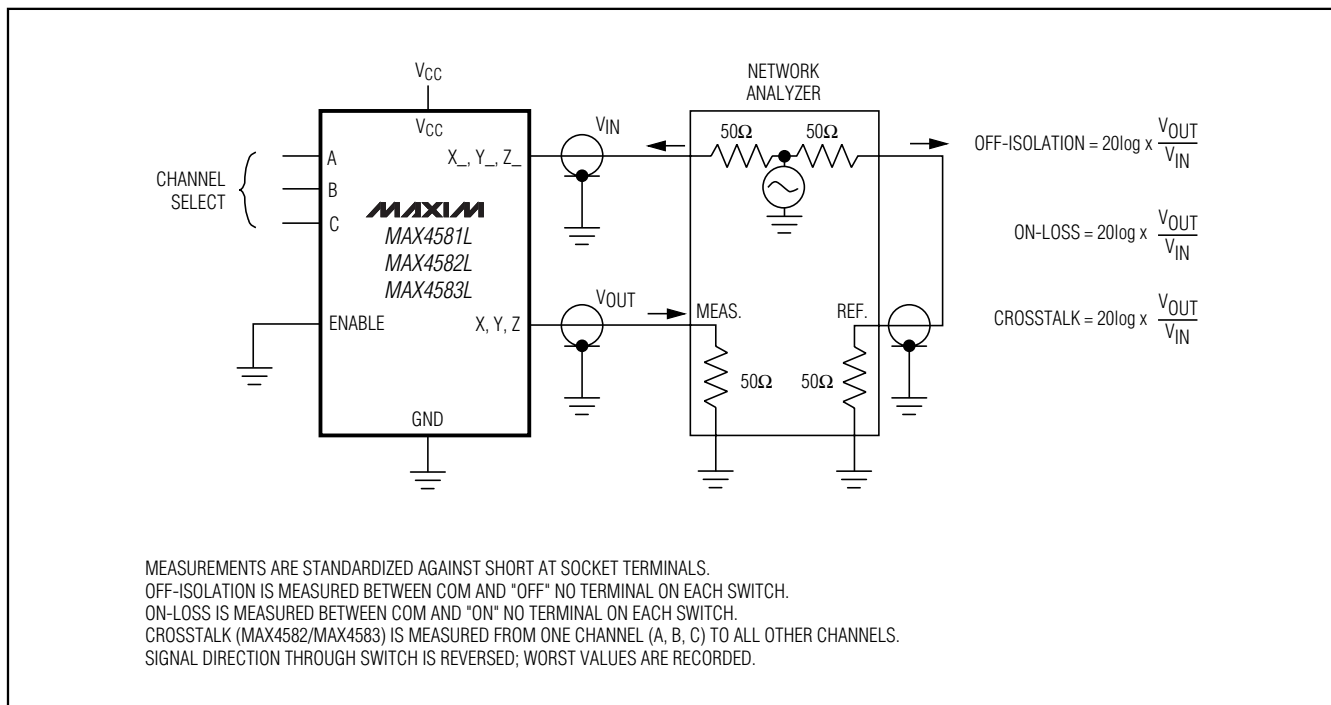 VCC
VCC
CHANNEL
SELECT
A
B
C
X_, Y_, Z_
MAXIM
MAX4581L
MAX4582L
MAX4583L
ENABLE
X, Y, Z
GND
VIN
VOUT
NETWORK
ANALYZER
50Ω 50Ω
MEAS. REF.
50Ω 50Ω
OFF-ISOLATION = 20log x VOUT
VIN
ON-LOSS = 20log x VOUT
VIN
CROSSTALK = 20log x VOUT
VIN
MEASUREMENTS ARE STANDARDIZED AGAINST SHORT AT SOCKET TERMINALS.
OFF-ISOLATION IS MEASURED BETWEEN COM AND "OFF" NO TERMINAL ON EACH SWITCH.
ON-LOSS IS MEASURED BETWEEN COM AND "ON" NO TERMINAL ON EACH SWITCH.
CROSSTALK (MAX4582/MAX4583) IS MEASURED FROM ONE CHANNEL (A, B, C) TO ALL OTHER CHANNELS.
SIGNAL DIRECTION THROUGH SWITCH IS REVERSED; WORST VALUES ARE RECORDED.